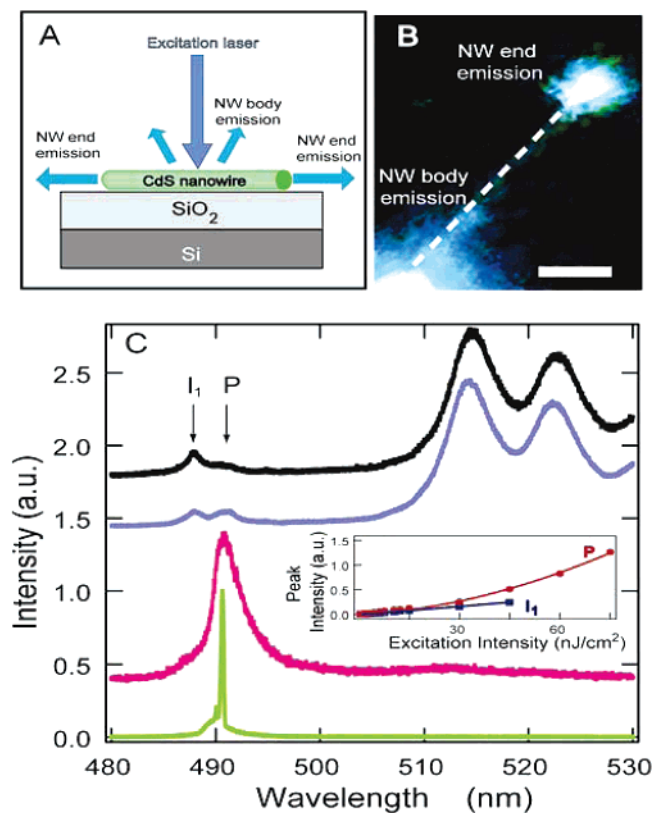 A
Excitation laser
NW body
emission
NW end
emission
NW end
emission
CdS nanowire
SiO2
Si
B
NW end
emission
NW body
emission
C
I1 P
2.5
2.0
1.5
1.0
0.5
0.0
Intensity (a.u.)
480 490 500 510 520 530
Wavelength (nm)
Peak
Intensity (a.u.)
1.5
1.0
0.5
0.0
P
I1
30 60
Excitation Intensity (nJ/cm2)